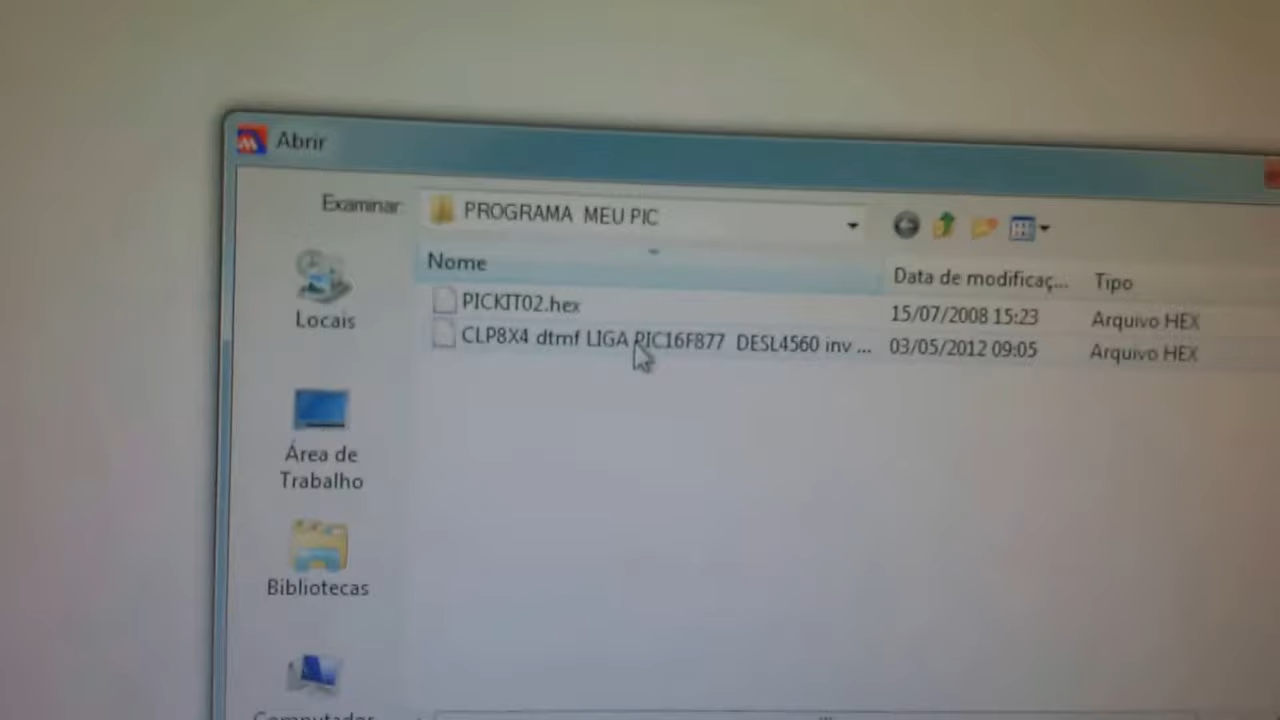 Abrir
Examinar: PROGRAMA MEU PIC
Nome Data de modificaç... Tipo
PICKIT02.hex 15/07/2008 15:23 Arquivo HEX
CLP8X4 dtmf LIGA PIC16F877 DESL4560 inv ... 03/05/2012 09:05 Arquivo HEX
Locais
Área de
Trabalho
Bibliotecas
Computador